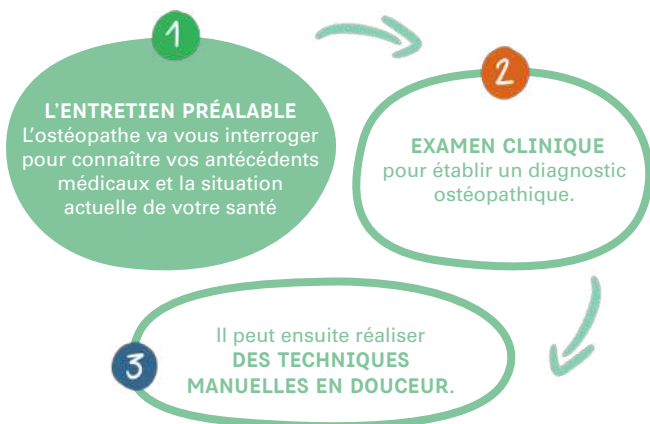 1
L'ENTRETIEN PRÉALABLE
L'ostéopathe va vous interroger
pour connaître vos antécédents
médicaux et la situation
actuelle de votre santé
2
EXAMEN CLINIQUE
pour établir un diagnostic
ostéopathique.
3
Il peut ensuite réaliser
DES TECHNIQUES
MANUELLES EN DOUCEUR.